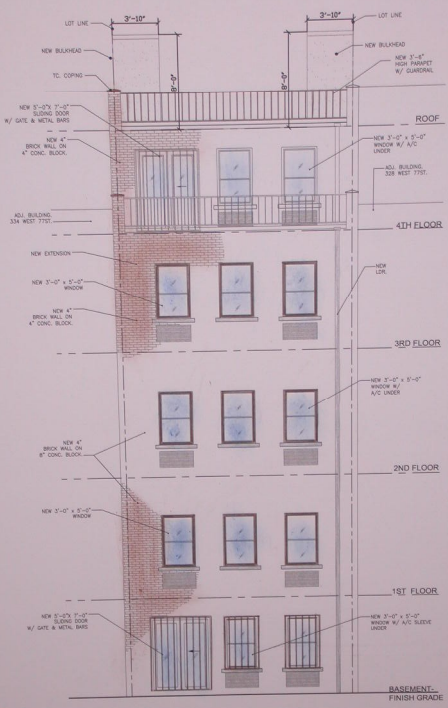 3'-10"
3'-10"
LOT LINE
LOT LINE
NEW BULKHEAD
NEW BULKHEAD
8'-0"
8'-0"
TC. COPING
NEW 3'-6"
HIGH PARAPET
W/ GUARDRAIL
NEW 5'-0"X 7'-0"
SLIDING DOOR
W/ GATE & METAL BARS
ROOF
NEW 4"
BRICK WALL ON
4" CONC. BLOCK.
NEW 3'-0" x 5'-0"
WINDOW W/ A/C
UNDER
ADJ. BUILDING.
328 WEST 77ST.
ADJ. BUILDING.
334 WEST 77ST.
4TH FLOOR
NEW EXTENSION
NEW
LDR.
NEW 3'-0" x 5'-0"
WINDOW
NEW 4"
BRICK WALL ON
4" CONC. BLOCK.
3RD FLOOR
NEW 3'-0" x 5'-0"
WINDOW W/
A/C UNDER
NEW 4"
BRICK WALL ON
6" CONC. BLOCK.
2ND FLOOR
NEW 3'-0" x 5'-0"
WINDOW
1ST FLOOR
NEW 5'-0"X 7'-0"
SLIDING DOOR
W/ GATE & METAL BARS
NEW 3'-0" x 5'-0"
WINDOW W/ A/C SLEEVE
UNDER
BASEMENT-
FINISH GRADE